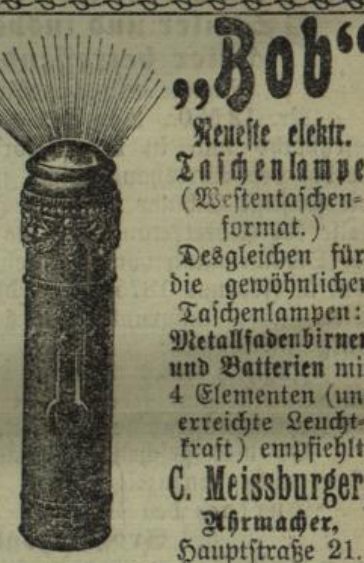 „Bob“
Neueste elektr.
Taschenlampe
(Westentaschen=
format.)
Desgleichen für
die gewöhnlichen
Taschenlampen:
Metallfadenbirnen
und Batterien mi
4 Elementen (un
erreichte Leucht=
kraft) empfiehlt
C. Meissburger,
Uhrmacher,
Hauptstraße 21.